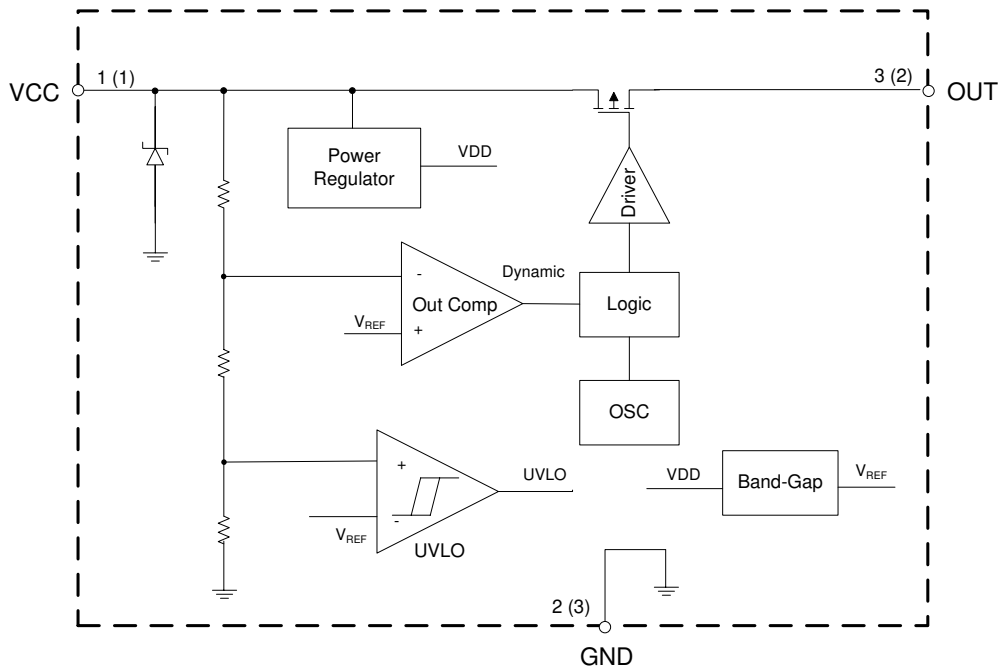 1 (1)
3 (2)
VCC
OUT
Power
Regulator
VDD
Driver
-
Dynamic
Out Comp
Logic
V_REF
+
OSC
+
UVLO
VDD
Band-Gap
V_REF
V_REF
-
UVLO
2 (3)
GND